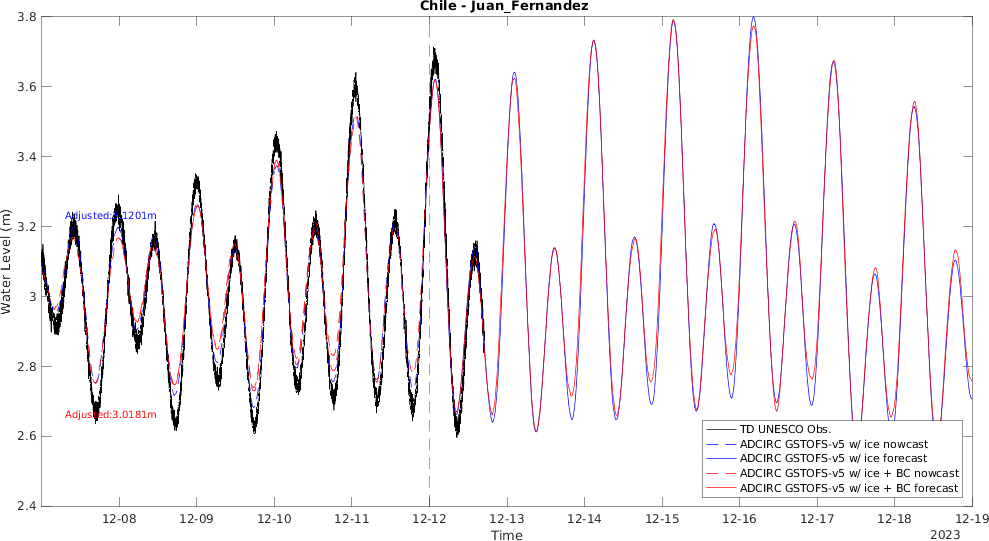 Chile - Juan_Fernandez
3.8
3.6
3.4
3.2
3
2.8
2.6
2.4
Water Level (m)
Adjusted:3.1201m
Adjusted:3.0181m
TD UNESCO Obs.
ADCIRC GSTOFS-v5 w/ ice nowcast
ADCIRC GSTOFS-v5 w/ ice forecast
ADCIRC GSTOFS-v5 w/ ice + BC nowcast
ADCIRC GSTOFS-v5 w/ ice + BC forecast
12-08 12-09 12-10 12-11 12-12 12-13 12-14 12-15 12-16 12-17 12-18 12-19
Time
2023